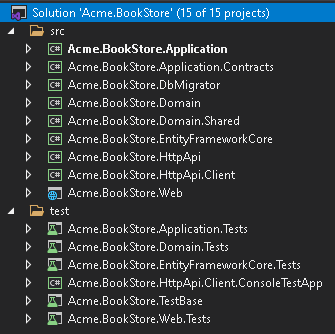 Solution 'Acme.BookStore' (15 of 15 projects)
src
C# Acme.BookStore.Application
C# Acme.BookStore.Application.Contracts
C# Acme.BookStore.DbMigrator
C# Acme.BookStore.Domain
C# Acme.BookStore.Domain.Shared
C# Acme.BookStore.EntityFrameworkCore
C# Acme.BookStore.HttpApi
C# Acme.BookStore.HttpApi.Client
Acme.BookStore.Web
test
Acme.BookStore.Application.Tests
Acme.BookStore.Domain.Tests
Acme.BookStore.EntityFrameworkCore.Tests
C# Acme.BookStore.HttpApi.Client.ConsoleTestApp
Acme.BookStore.TestBase
Acme.BookStore.Web.Tests